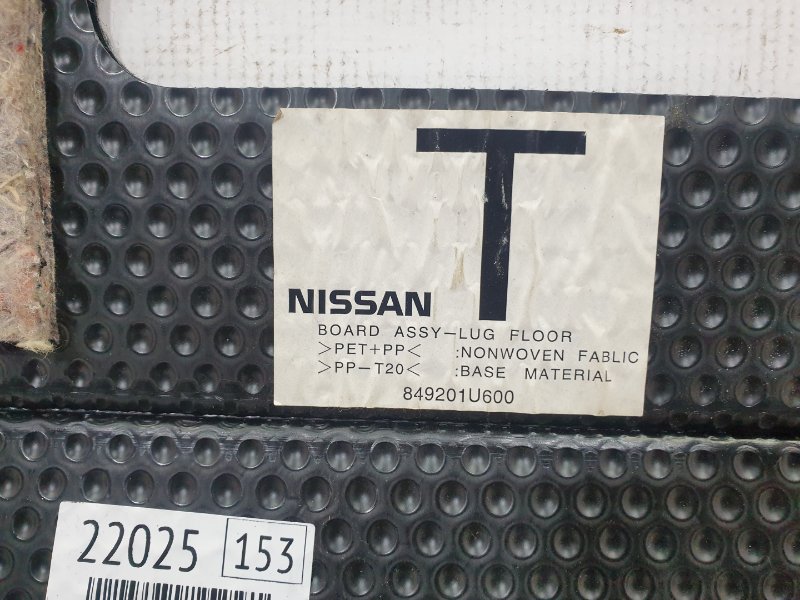 T
NISSAN
BOARD ASSY-LUG FLOOR
>PET+PP< :NONWOVEN FABLIC
>PP-T20< :BASE MATERIAL
849201U600
22025 153